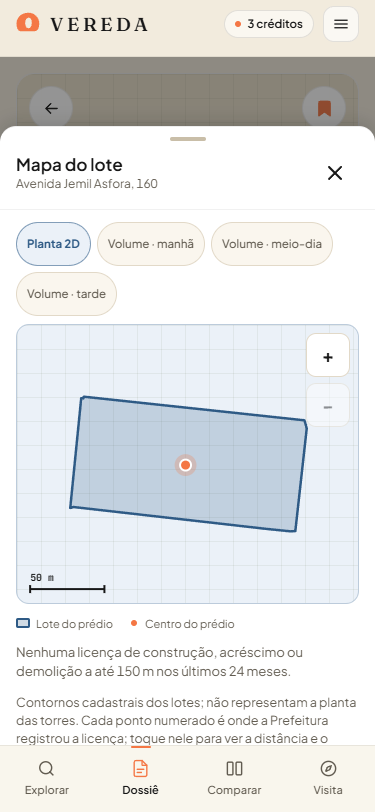 VEREDA
3 créditos
Mapa do lote
Avenida Jemil Asfora, 160
Planta 2D
Volume · manhã
Volume · meio-dia
Volume · tarde
+
−
50 m
Lote do prédio
Centro do prédio
Nenhuma licença de construção, acréscimo ou
demolição a até 150 m nos últimos 24 meses.
Contornos cadastrais dos lotes; não representam a planta
das torres. Cada ponto numerado é onde a Prefeitura
registrou a licença; toque nele para ver a distância e o
Explorar
Dossiê
Comparar
Visita